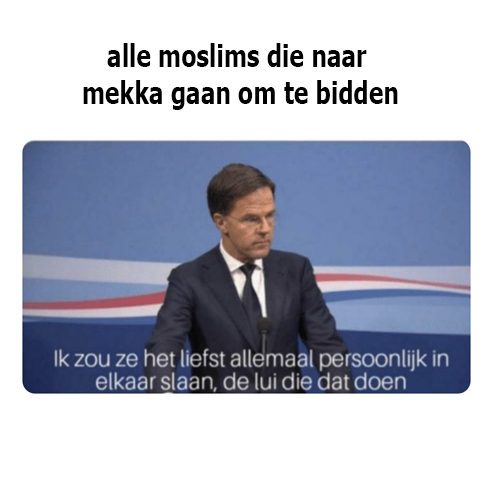 alle moslims die naar
mekka gaan om te bidden
Ik zou ze het liefst allemaal persoonlijk in
elkaar slaan, de lui die dat doen